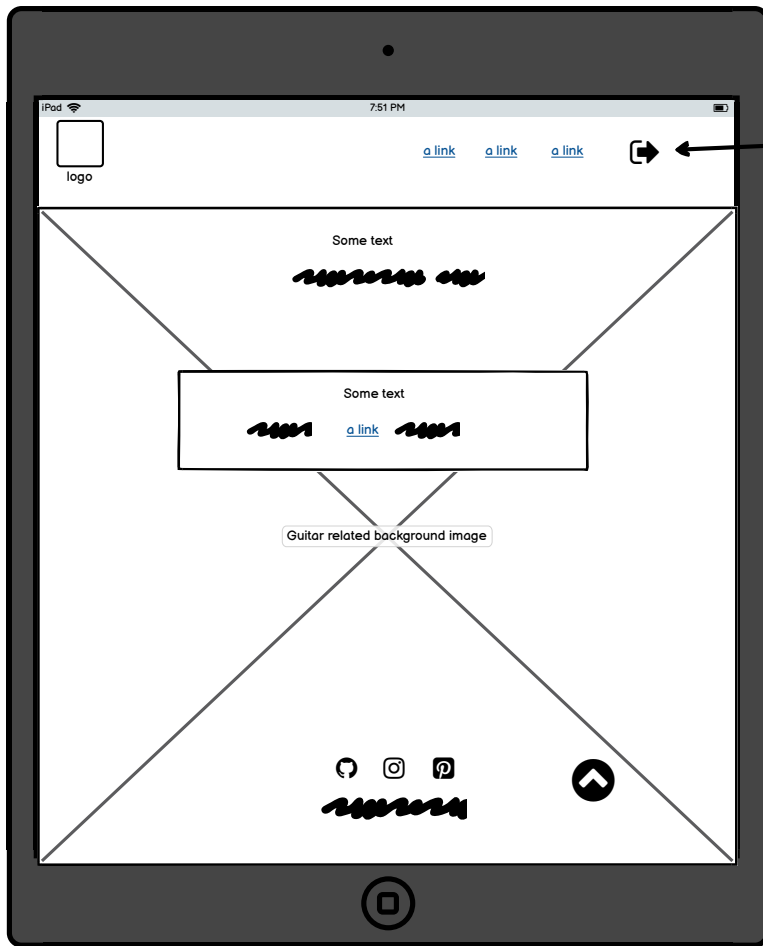 iPad 7:51 PM
logo
a link a link a link
Some text
Some text
a link
Guitar related background image